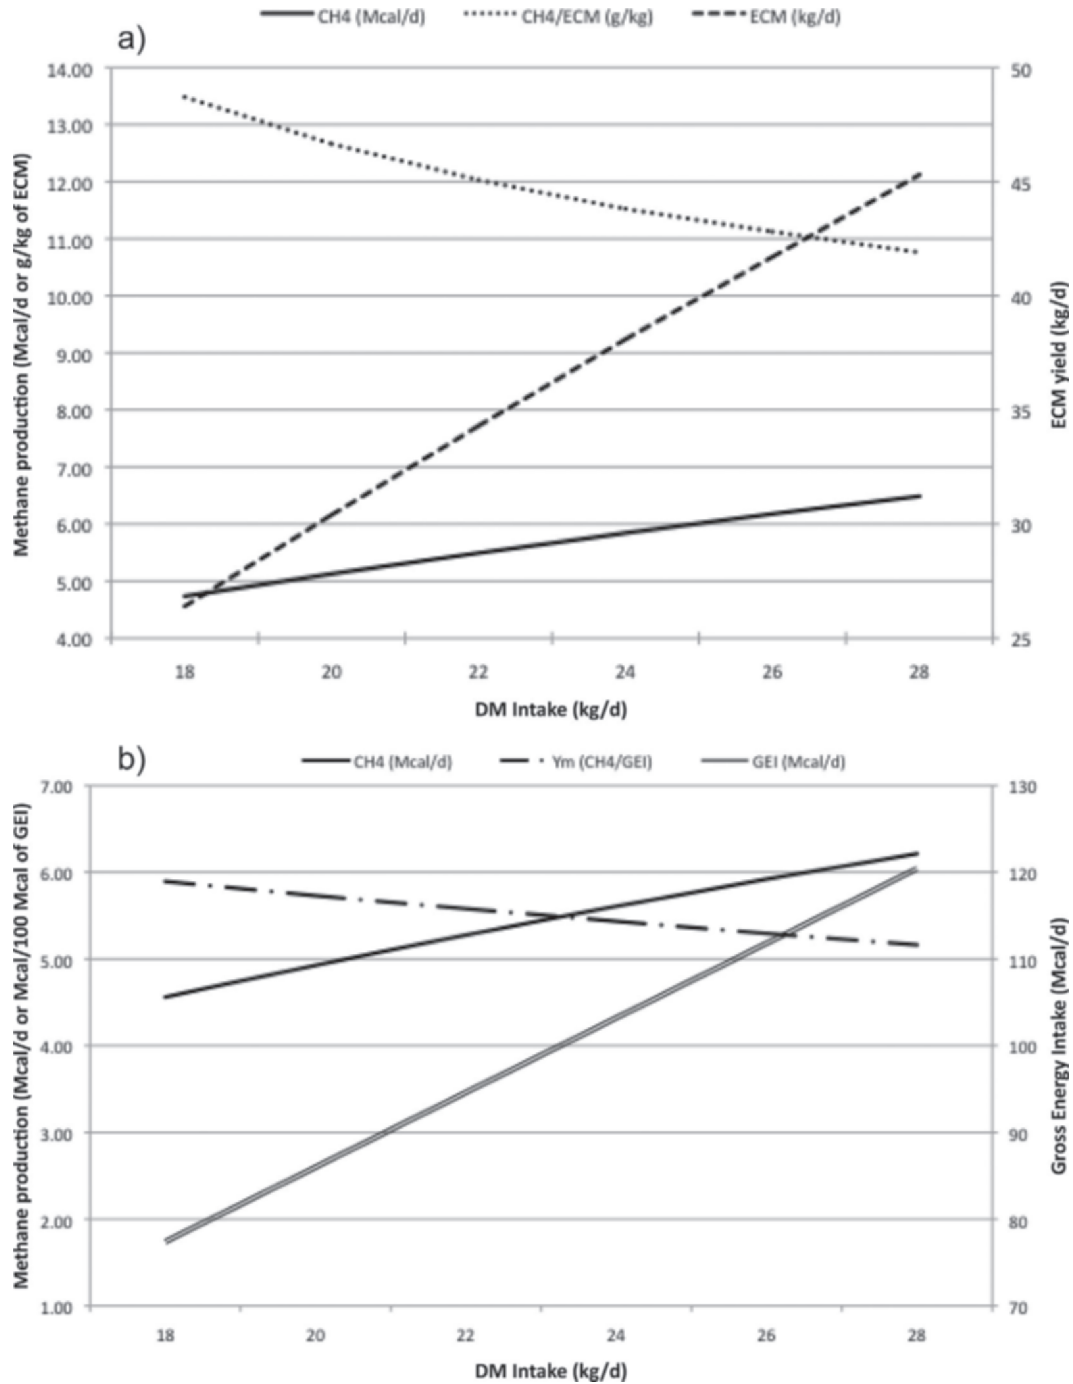 CH4 (Mcal/d) CH4/ECM (g/kg) ECM (kg/d)
a)
14.00
13.00
12.00
11.00
10.00
9.00
8.00
7.00
6.00
5.00
4.00
Methane production (Mcal/d or g/kg of ECM)
50
45
40
35
30
25
ECM yield (kg/d)
18 20 22 24 26 28
DM Intake (kg/d)
b)
CH4 (Mcal/d) Ym (CH4/GEI) GEI (Mcal/d)
7.00
6.00
5.00
4.00
3.00
2.00
1.00
Methane production (Mcal/d or Mcal/100 Mcal of GEI)
130
120
110
100
90
80
70
Gross Energy Intake (Mcal/d)
18 20 22 24 26 28
DM Intake (kg/d)